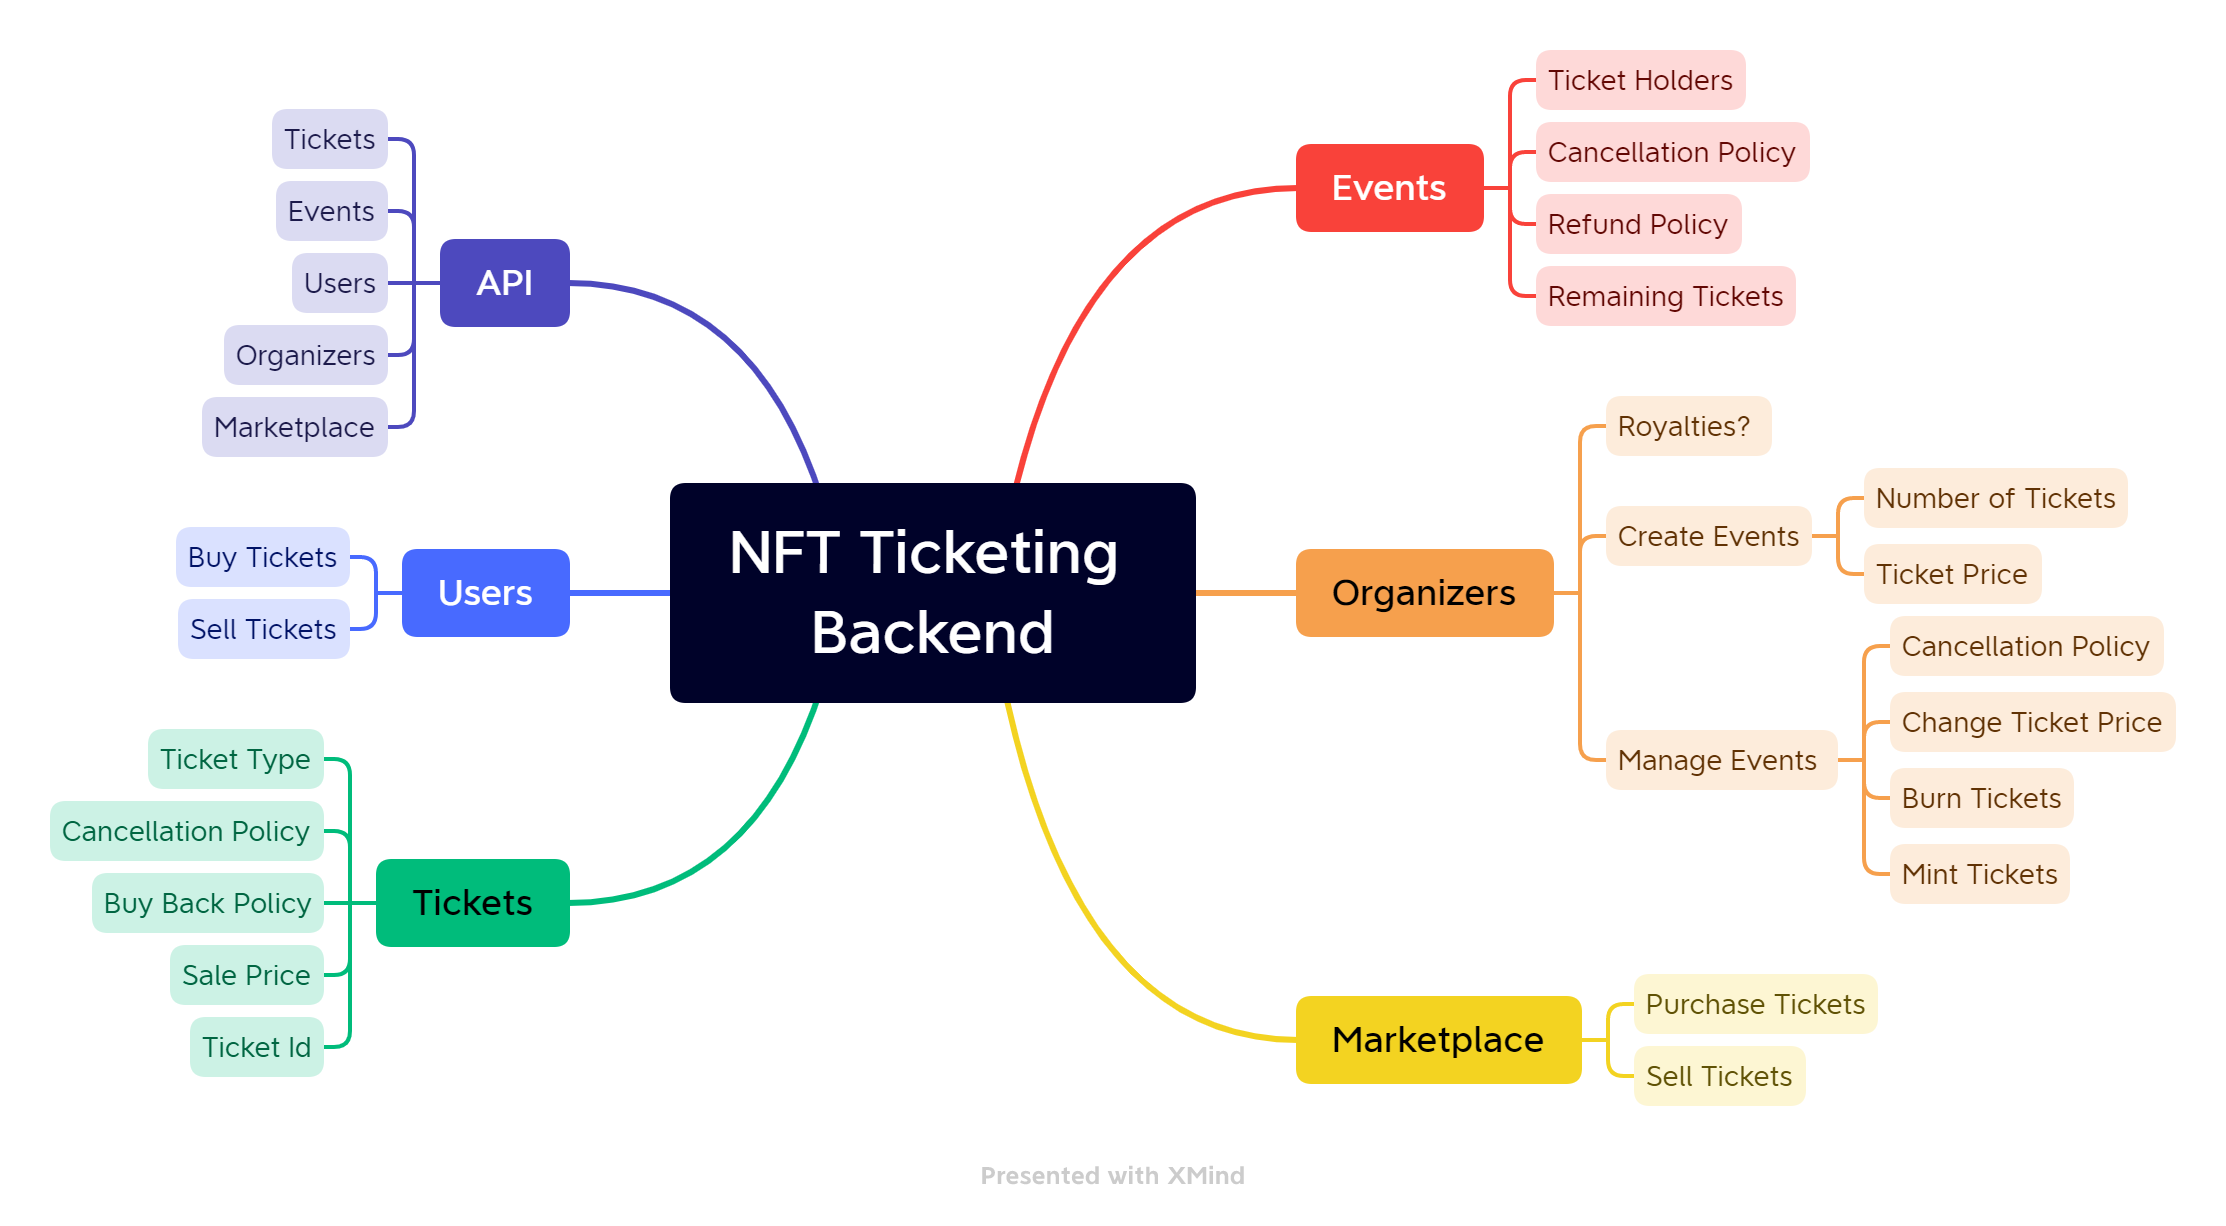 NFT Ticketing
Backend
Events
Ticket Holders
Cancellation Policy
Refund Policy
Remaining Tickets
Organizers
Royalties?
Create Events
Number of Tickets
Ticket Price
Manage Events
Cancellation Policy
Change Ticket Price
Burn Tickets
Mint Tickets
Marketplace
Purchase Tickets
Sell Tickets
API
Tickets
Events
Users
Organizers
Marketplace
Users
Buy Tickets
Sell Tickets
Tickets
Ticket Type
Cancellation Policy
Buy Back Policy
Sale Price
Ticket Id
Presented with XMind